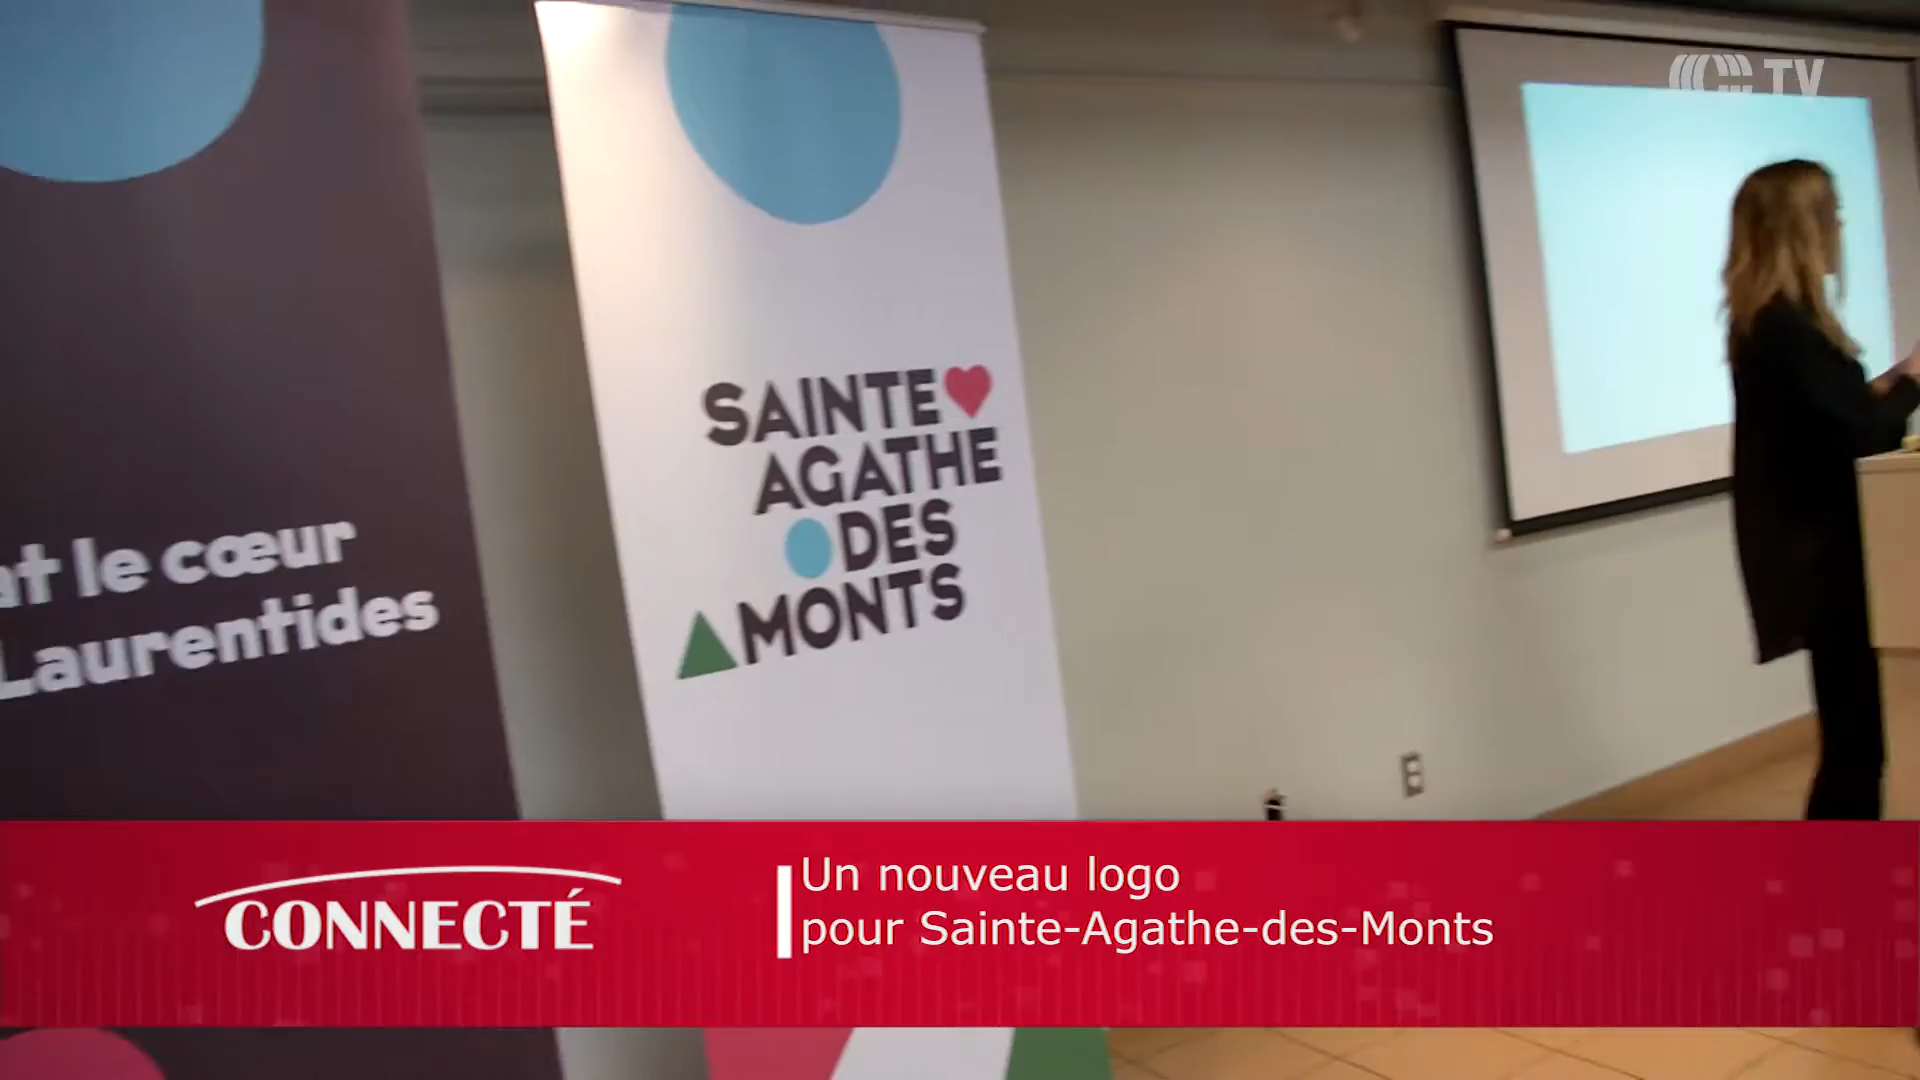 TV
at le cœur
Laurentides
SAINTE
AGATHE
DES
MONTS
CONNECTÉ
Un nouveau logo
pour Sainte-Agathe-des-Monts